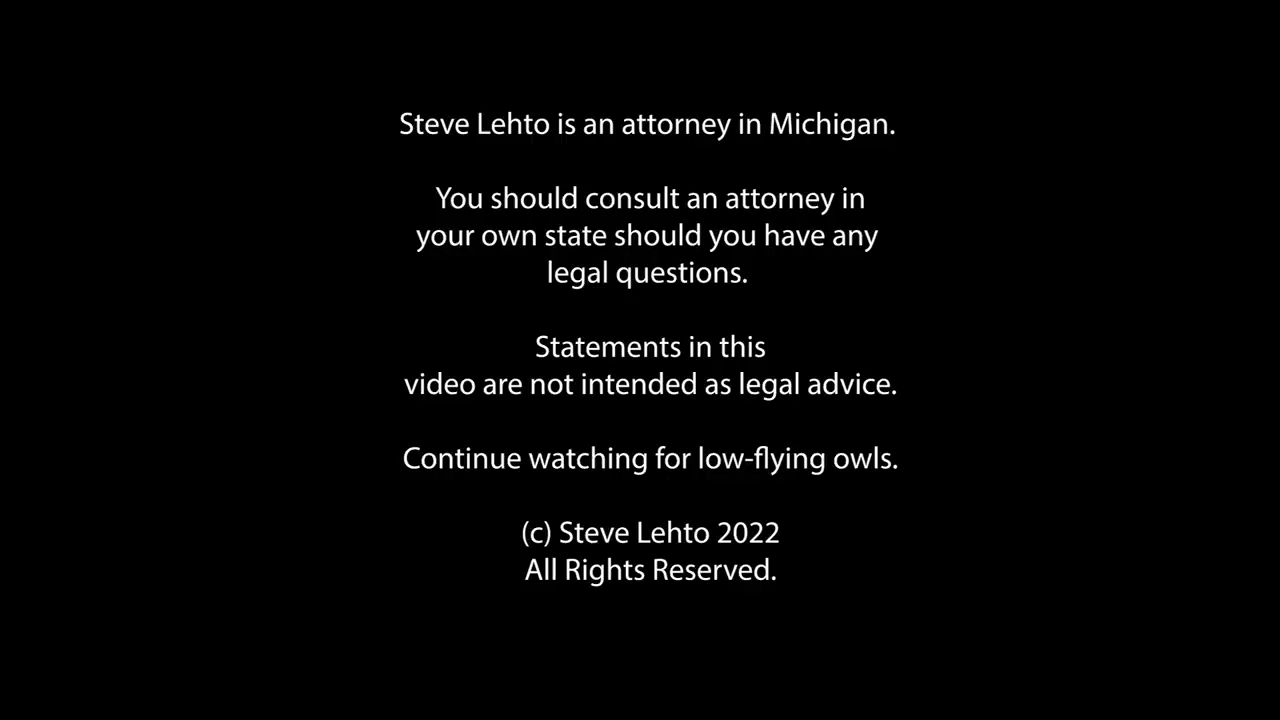 Steve Lehto is an attorney in Michigan.
You should consult an attorney in
your own state should you have any
legal questions.
Statements in this
video are not intended as legal advice.
Continue watching for low-flying owls.
(c) Steve Lehto 2022
All Rights Reserved.